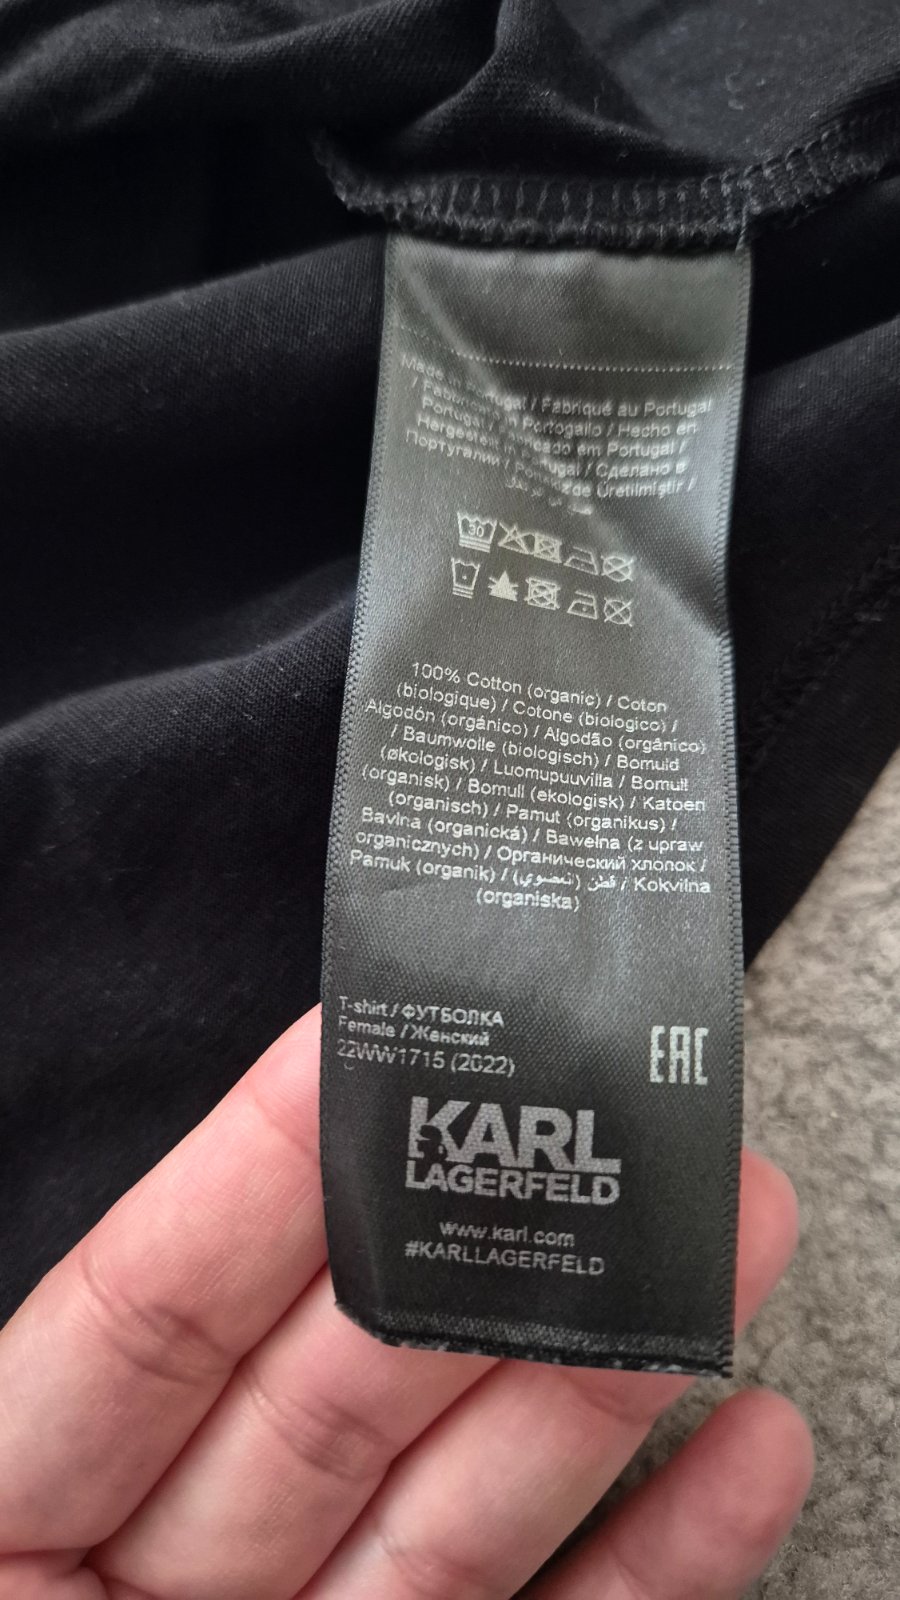 Made in Portugal / Fabriqué au Portugal
/ Fabbricato in Portogallo / Hecho en
Portugal / em Portugal /
Hergestellt in Portugal / Сделано в
Португалии / Üretilmiştir /
30
100% Cotton (organic) / Coton
(biologique) / Cotone (biologico) /
Algodón (orgánico) / Algodão (orgânico)
/ Baumwolle (biologisch) / Bomuld
(økologisk) / Luomupuuvilla / Bomull
(organisk) / Bomull (ekologisk) / Katoen
(organisch) / Pamut (organikus) /
Bavlna (organická) / Bawełna (z upraw
organicznych) / Органический хлопок /
Pamuk (organik) / قطن / Kokvilna
(organiska)
T-shirt / ФУТБОЛКА
Female / Женский
22WW1715 (2022)
EAC
KARL
LAGERFELD
www.karl.com
#KARLLAGERFELD